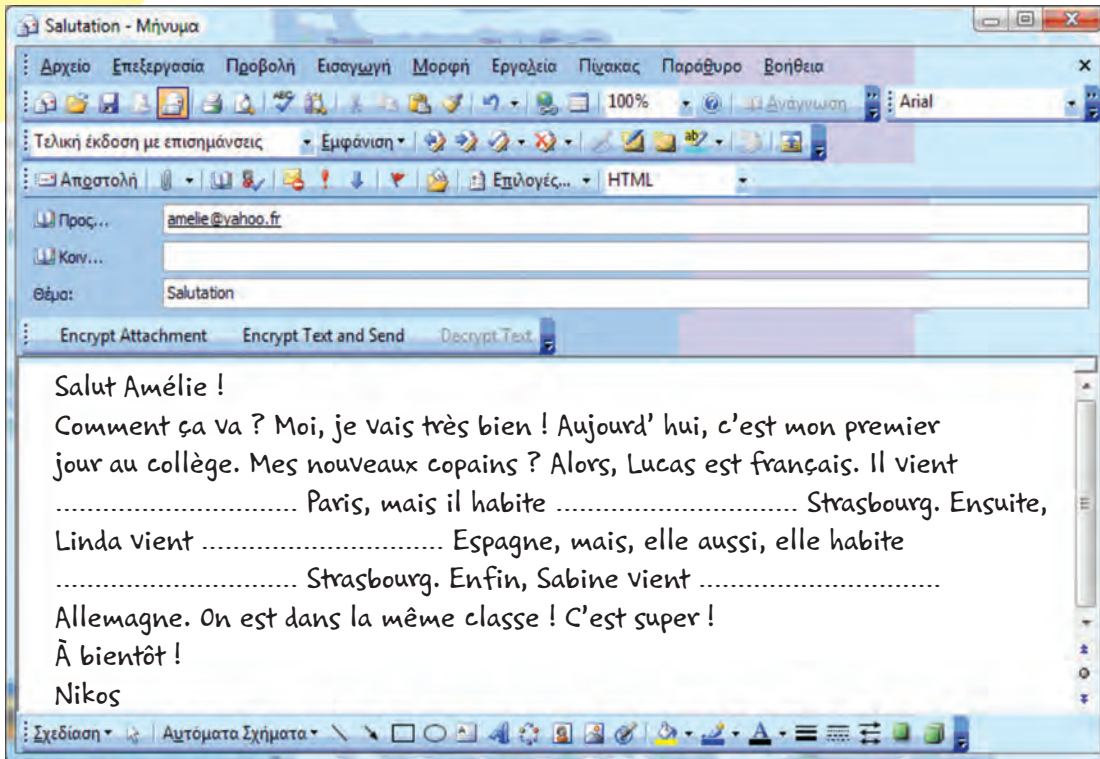 Salutation - Μήνυμα
Αρχείο Επεξεργασία Προβολή Εισαγωγή Μορφή Εργαλεία Πίνακας Παράθυρο Βοήθεια x
100% Ανάγνωση Arial
Τελική έκδοση με επισημάνσεις Εμφάνιση
Αποστολή Επιλογές... HTML
Προς... amelie@yahoo.fr
Κοιν...
Θέμα: Salutation
Encrypt Attachment Encrypt Text and Send Decrypt Text
Salut Amélie !
Comment ça va ? Moi, je vais très bien ! Aujourd' hui, c'est mon premier
jour au collège. Mes nouveaux copains ? Alors, Lucas est français. Il vient
................................ Paris, mais il habite ................................ Strasbourg. Ensuite,
Linda vient ................................ Espagne, mais, elle aussi, elle habite
................................ Strasbourg. Enfin, Sabine vient ................................
Allemagne. On est dans la même classe ! C'est super !
À bientôt !
Nikos
Σχεδίαση Αυτόματα Σχήματα